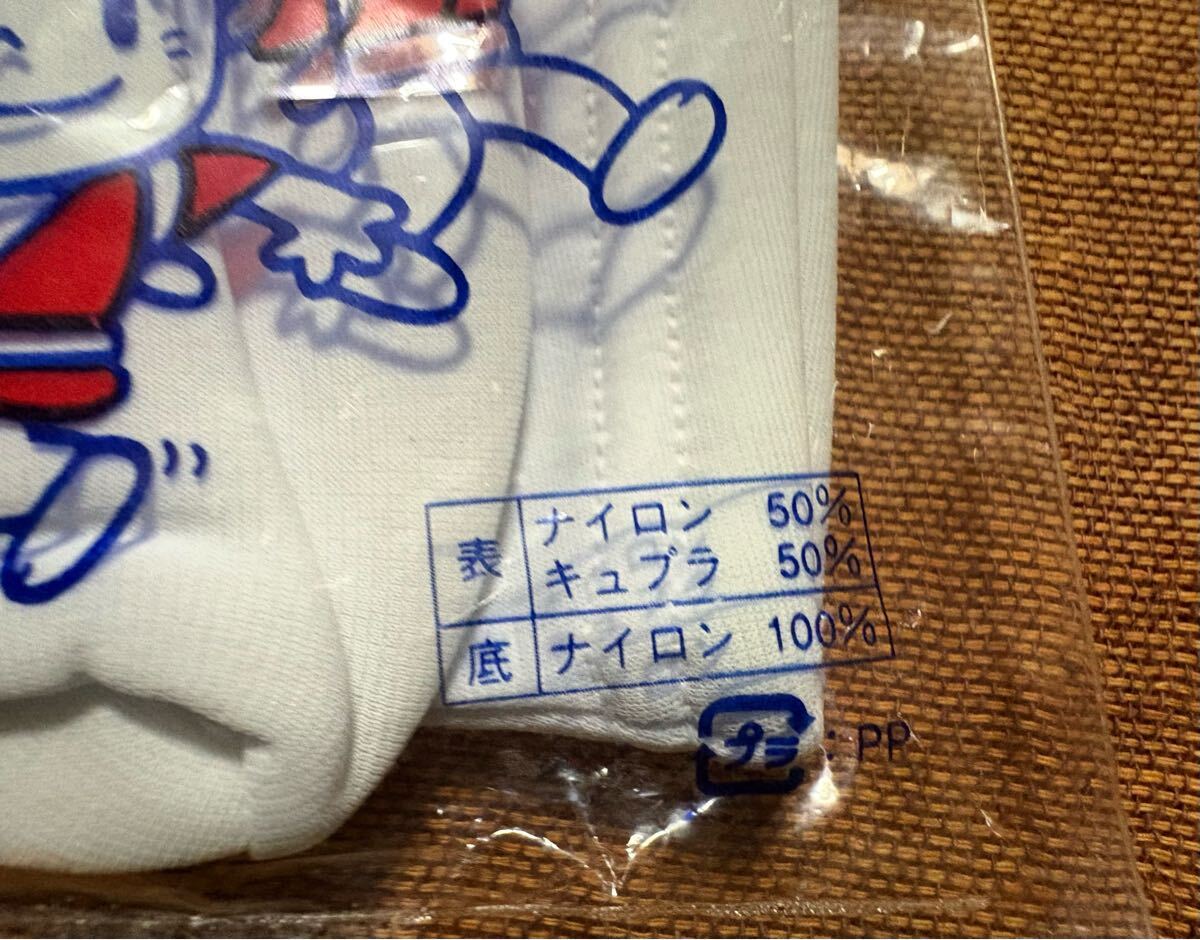 表 ナイロン 50%
キュプラ 50%
底 ナイロン 100%
プラ : PP